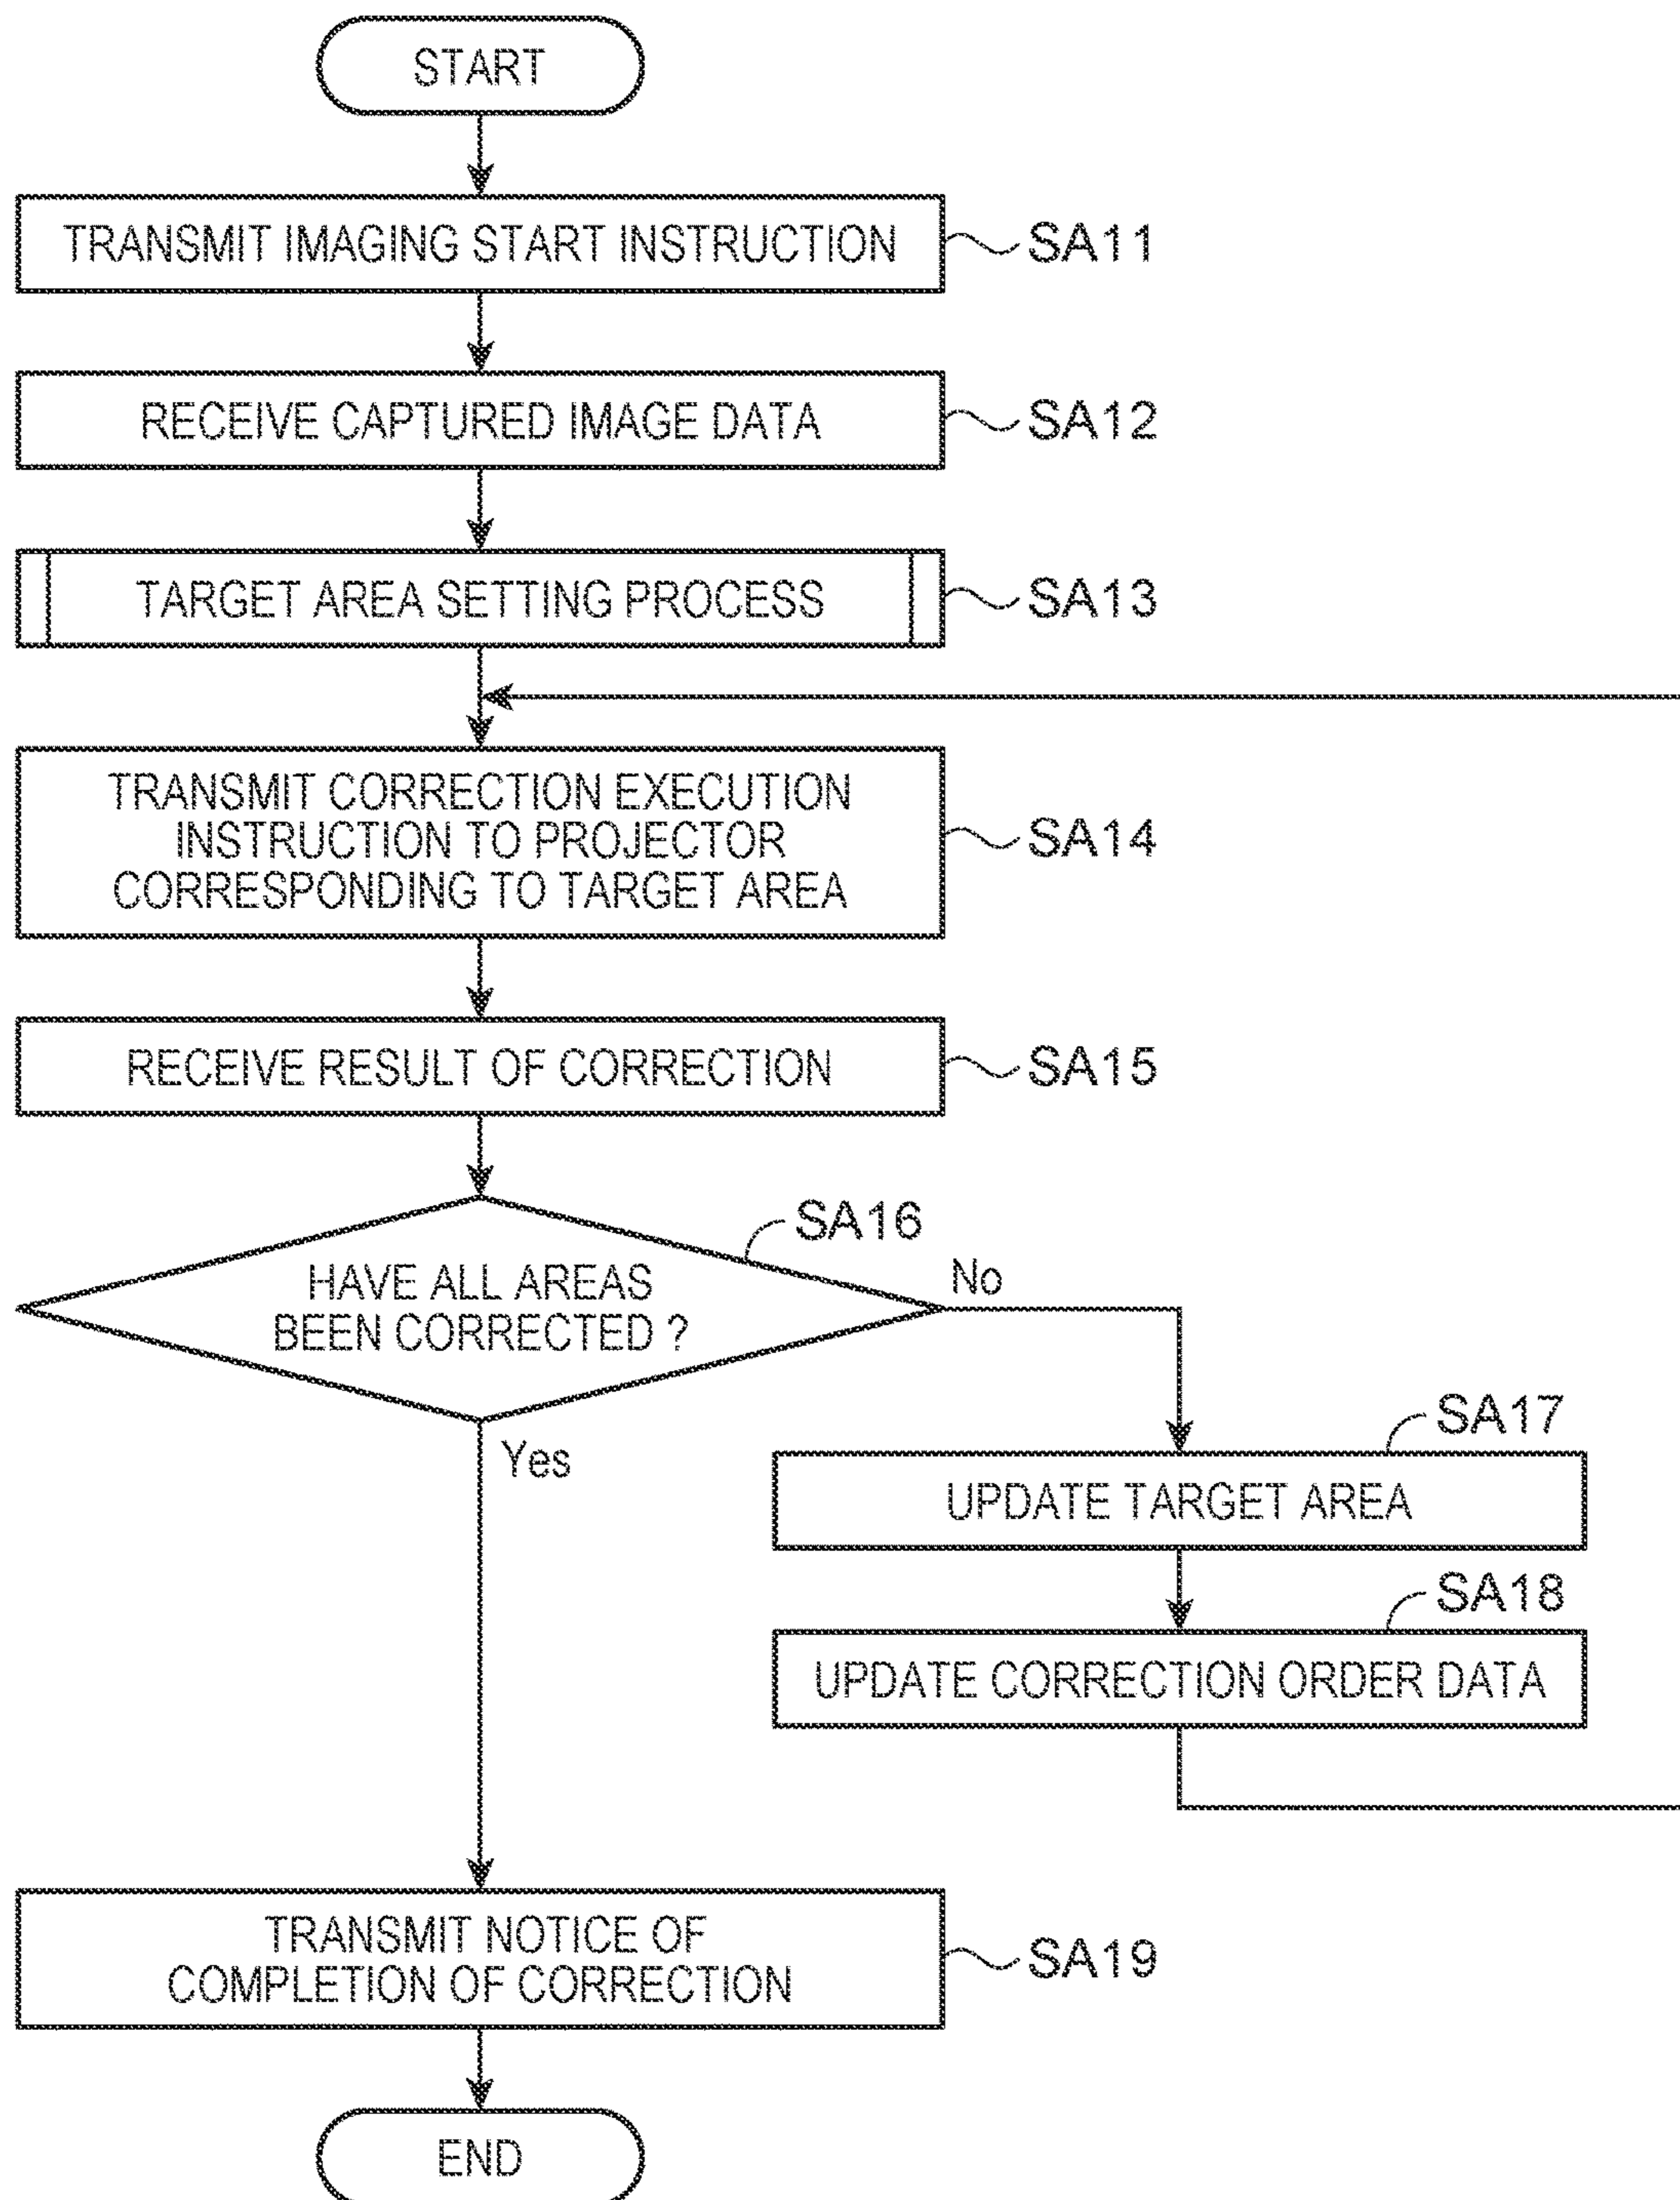 START
TRANSMIT IMAGING START INSTRUCTION
SA11
RECEIVE CAPTURED IMAGE DATA
SA12
TARGET AREA SETTING PROCESS
SA13
TRANSMIT CORRECTION EXECUTION
INSTRUCTION TO PROJECTOR
CORRESPONDING TO TARGET AREA
SA14
RECEIVE RESULT OF CORRECTION
SA15
SA16
HAVE ALL AREAS
BEEN CORRECTED ?
No
Yes
SA17
UPDATE TARGET AREA
SA18
UPDATE CORRECTION ORDER DATA
TRANSMIT NOTICE OF
COMPLETION OF CORRECTION
SA19
END